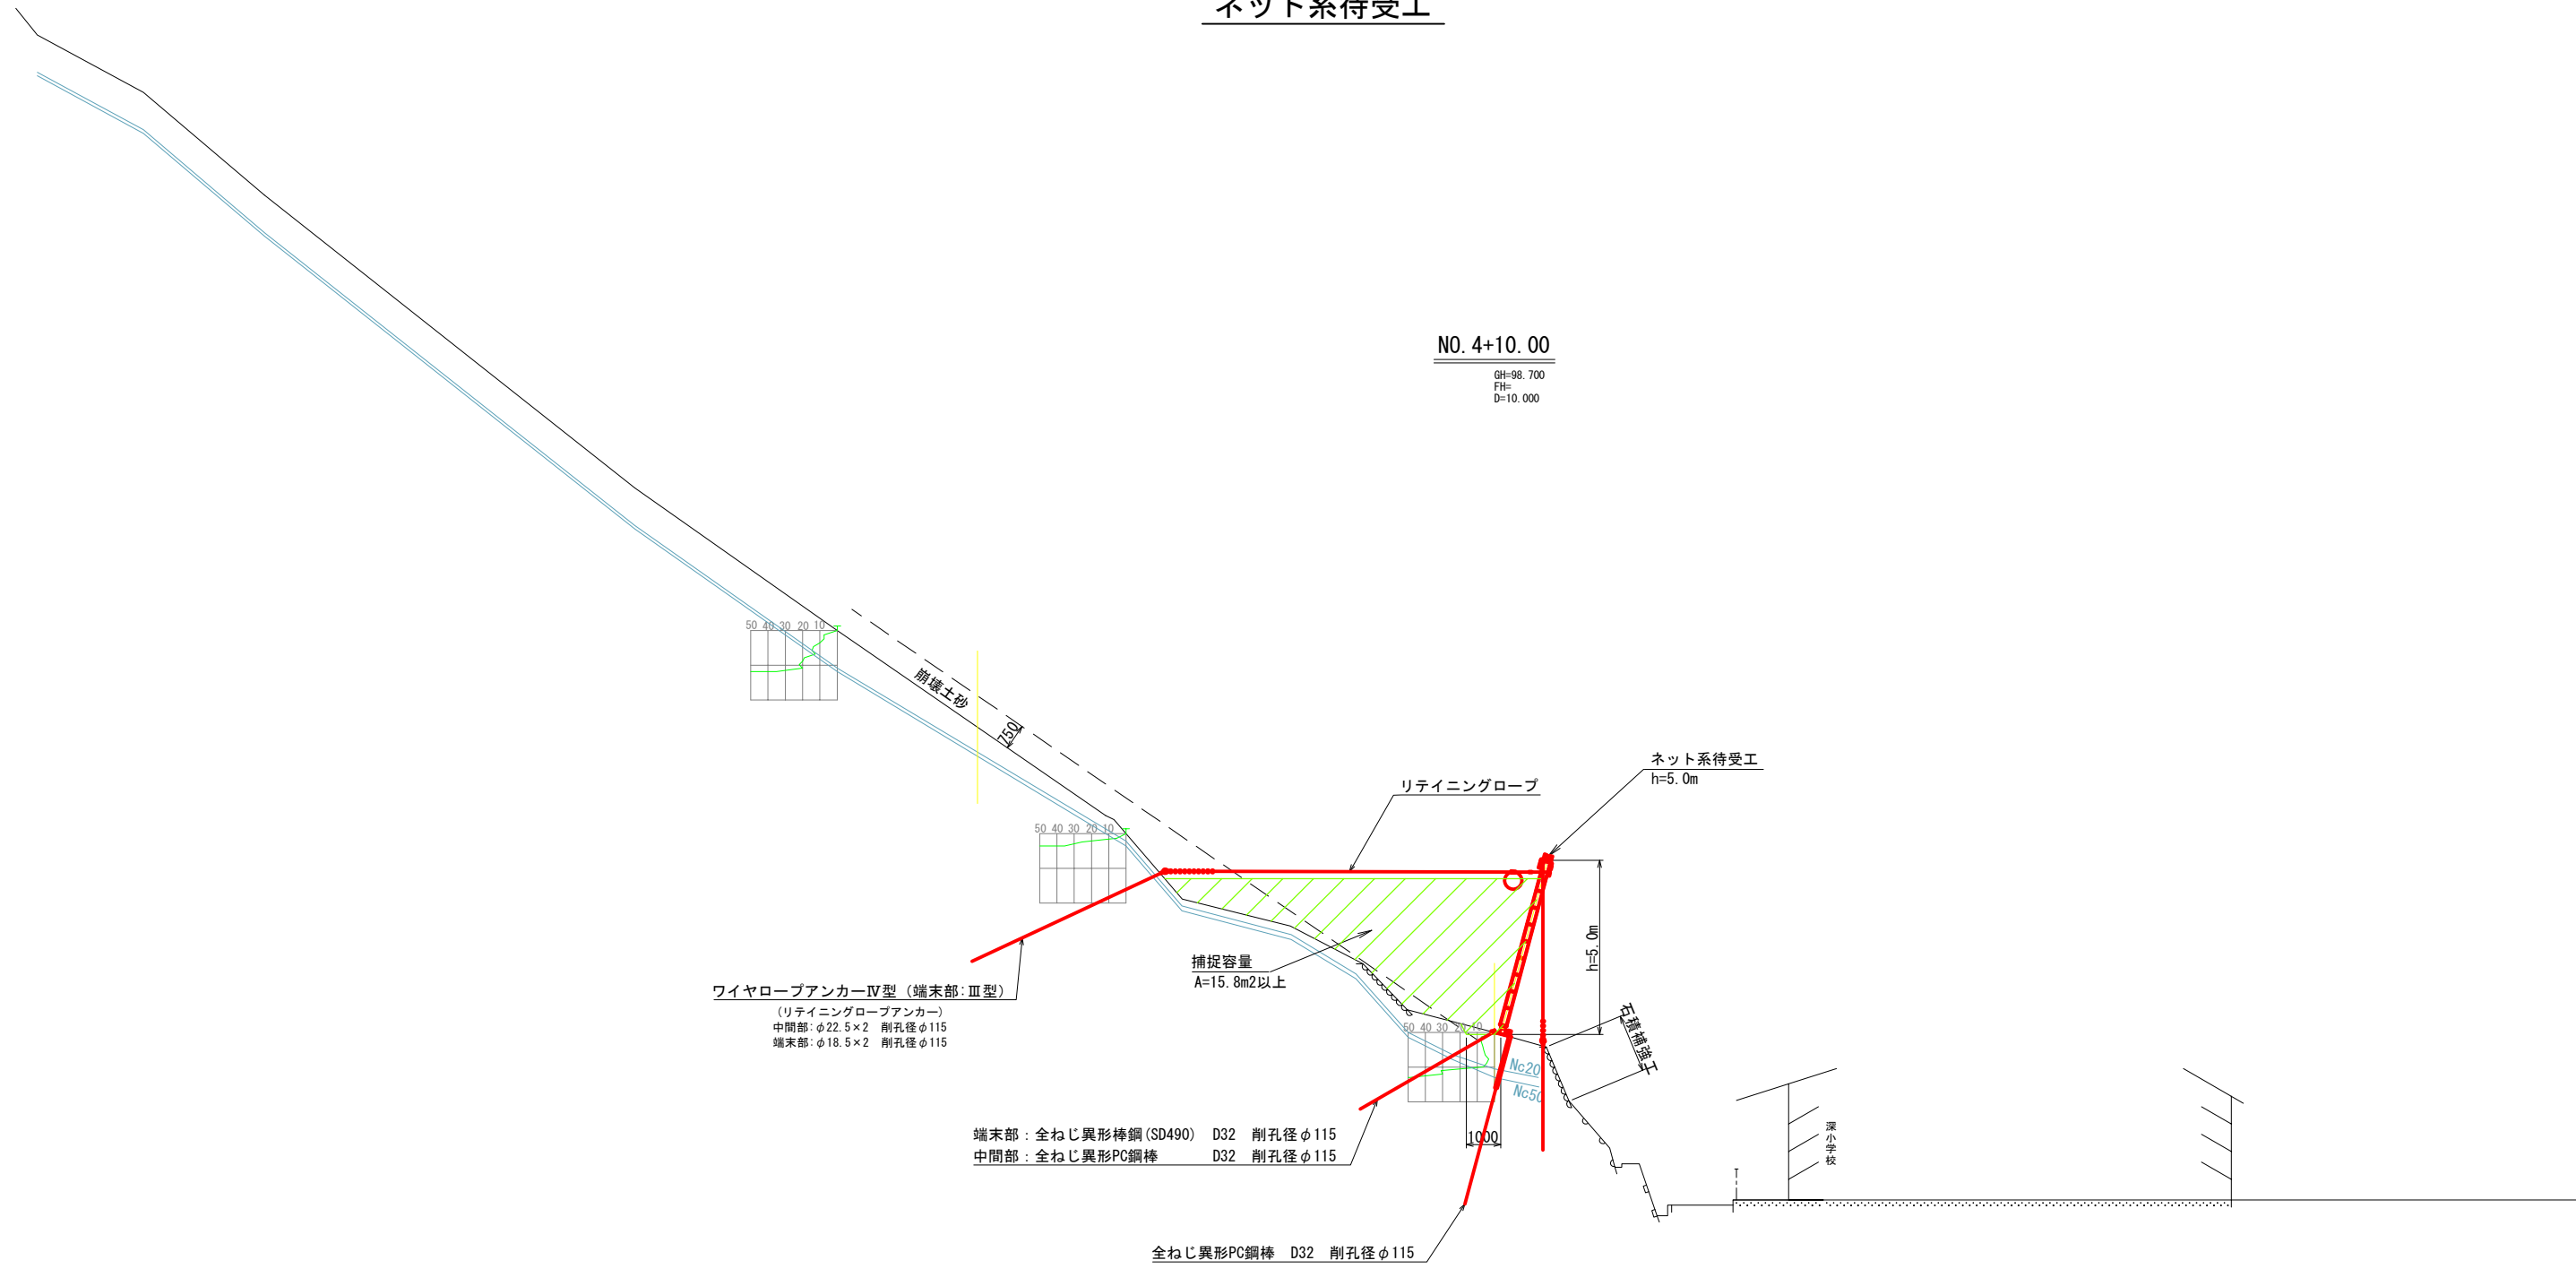 ネット系待受工
NO.4+10.00
GH=98.700
FH=
D=10.000
50 40 30 20 10
崩壊土砂
750
ネット系待受工
h=5.0m
リテイニングロープ
50 40 30 20 10
h=5.0m
捕捉容量
A=15.8m2以上
ワイヤロープアンカーⅣ型（端末部:Ⅲ型）
（リテイニングロープアンカー）
中間部:φ22.5×2 削孔径φ115
端末部:φ18.5×2 削孔径φ115
石積補強工
50 40 30 20 10
Nc20
Nc50
端末部：全ねじ異形棒鋼(SD490) D32 削孔径φ115
中間部：全ねじ異形PC鋼棒 D32 削孔径φ115
1000
深小学校
全ねじ異形PC鋼棒 D32 削孔径φ115